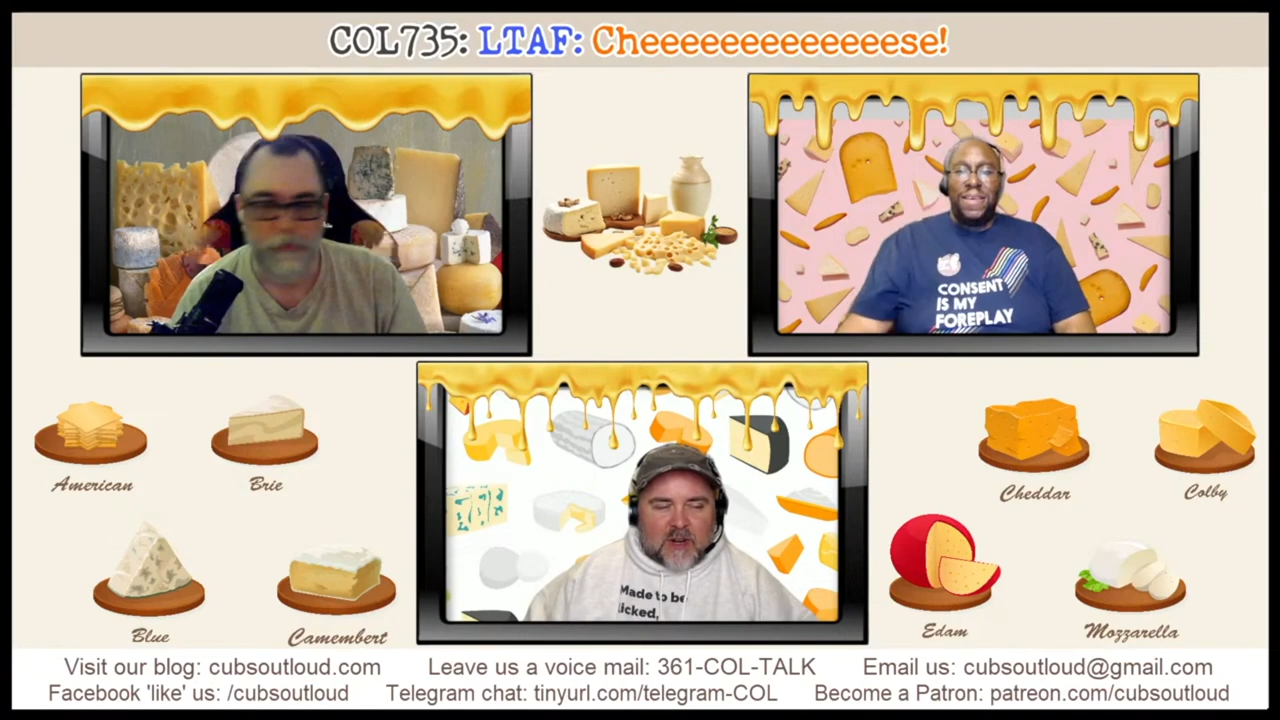 COL735: LTAF: Cheeeeeeeeeeeeeese!
CONSENT
IS MY
FOREPLAY
American
Brie
Cheddar
Colby
Made to be
licked,
Blue
Camembert
Edam
Mozzarella
Visit our blog: cubsoutloud.com Leave us a voice mail: 361-COL-TALK Email us: cubsoutloud@gmail.com
Facebook 'like' us: /cubsoutloud Telegram chat: tinyurl.com/telegram-COL Become a Patron: patreon.com/cubsoutloud